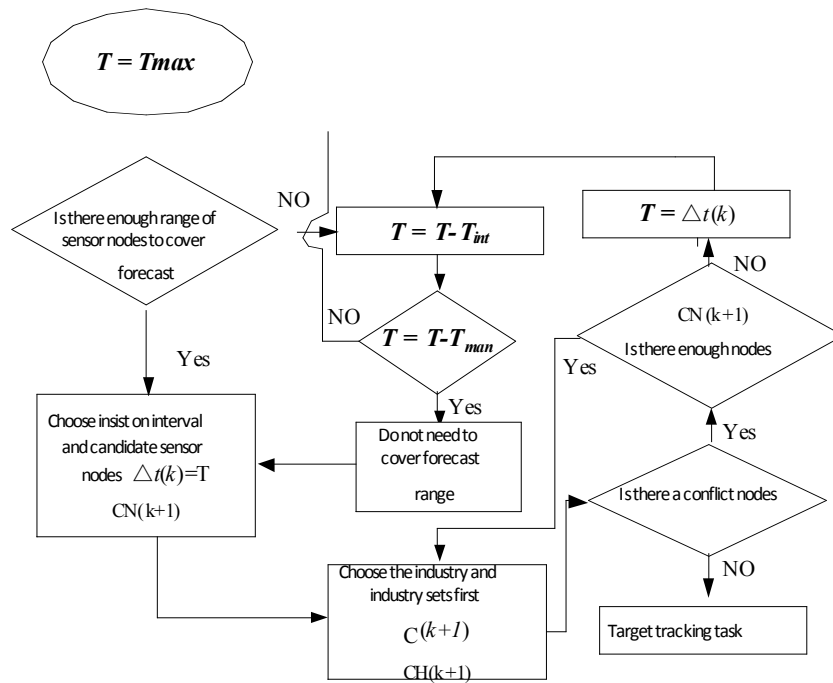 T = Tmax
Is there enough range of
sensor nodes to cover
forecast
NO
T = T- Tint
T = △t(k)
NO
NO
T = T-Tman
CN(k+1)
Is there enough nodes
Yes
Yes
Yes
Choose insist on interval
and candidate sensor
nodes △t(k)=T
CN(k+1)
Do not need to
cover forecast
range
Yes
Is there a conflict nodes
NO
Choose the industry and
industry sets first
C(k+1)
CH(k+1)
Target tracking task